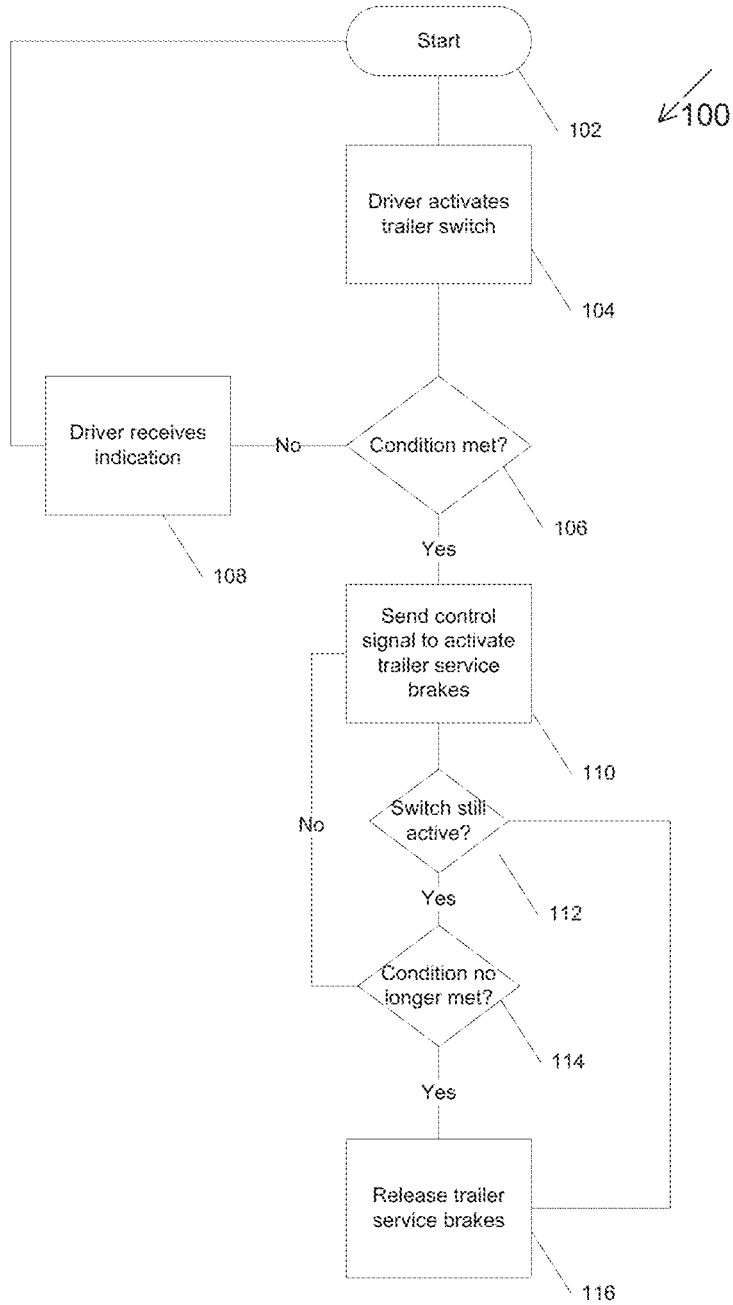 Start
102
100
Driver activates
trailer switch
104
Driver receives
indication
No
Condition met?
106
108
Yes
Send control
signal to activate
trailer service
brakes
110
Switch still
active?
No
Yes
112
Condition no
longer met?
114
Yes
Release trailer
service brakes
116